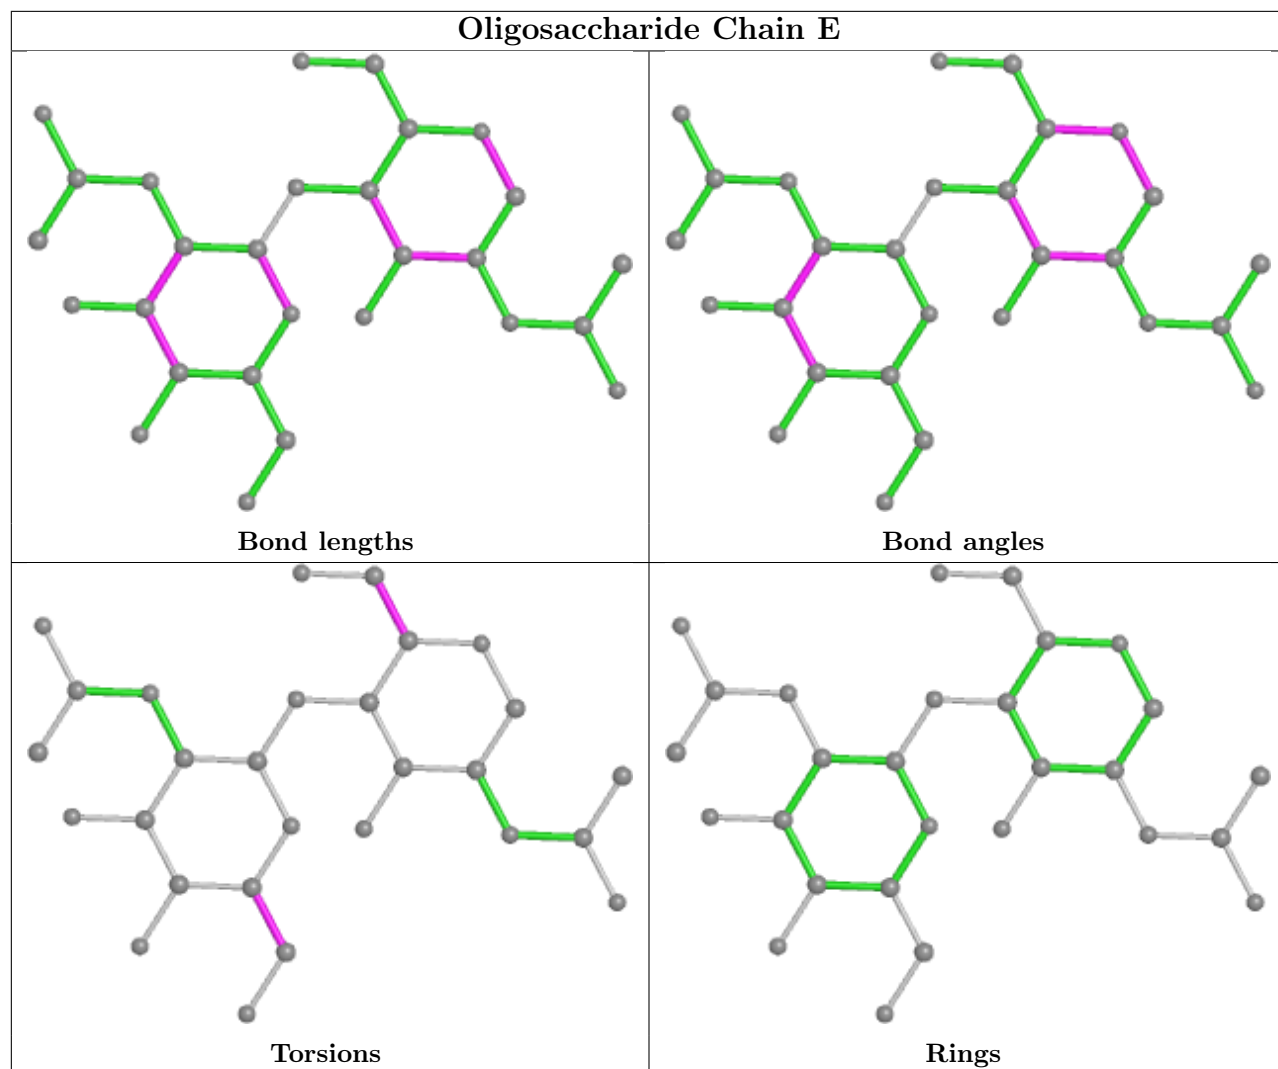 Oligosaccharide Chain E
Bond lengths
Bond angles
Torsions
Rings